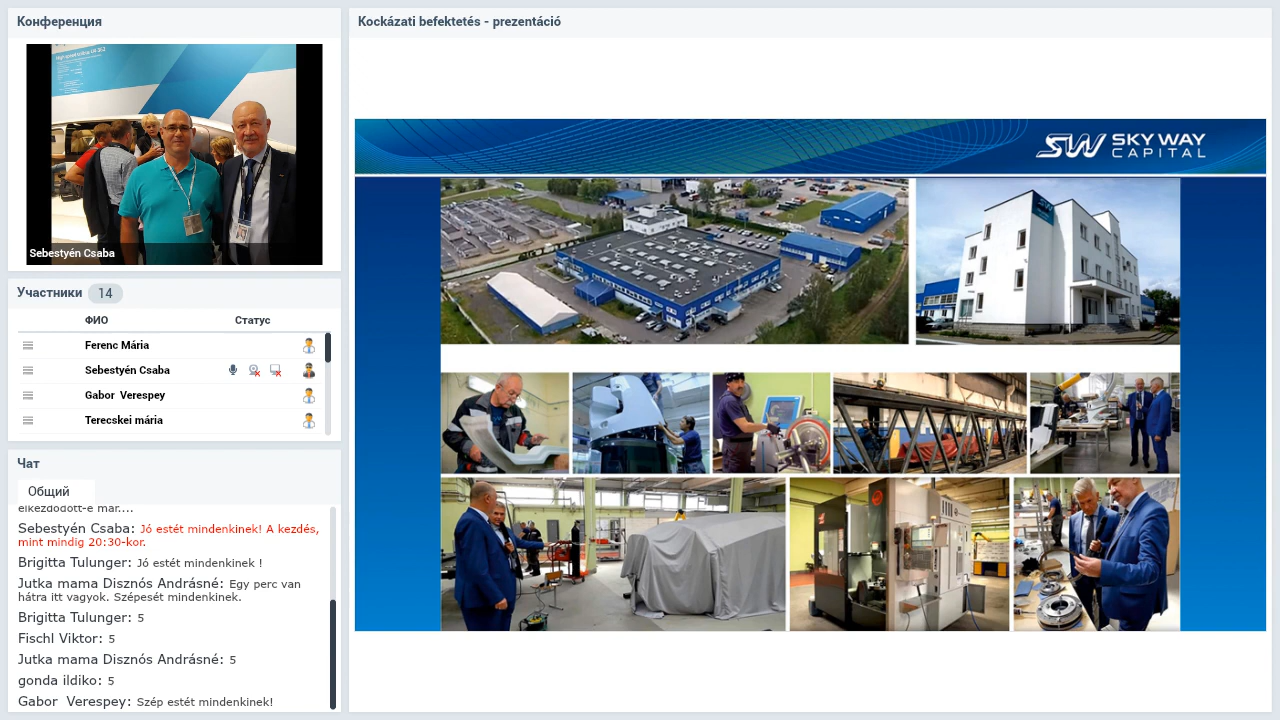 Конференция
Sebestyén Csaba
Участники 14
ФИО Статус
Ferenc Mária
Sebestyén Csaba
Gabor Verespey
Terecskei mária
Чат
Общий
elkezdődött-e már....
Sebestyén Csaba: Jó estét mindenkinek! A kezdés,
mint mindig 20:30-kor.
Brigitta Tulunger: Jó estét mindenkinek !
Jutka mama Disznós Andrásné: Egy perc van
hátra itt vagyok. Szépesét mindenkinek.
Brigitta Tulunger: 5
Fischl Viktor: 5
Jutka mama Disznós Andrásné: 5
gonda ildiko: 5
Gabor Verespey: Szép estét mindenkinek!
Kockázati befektetés - prezentáció
SW SKY WAY
CAPITAL